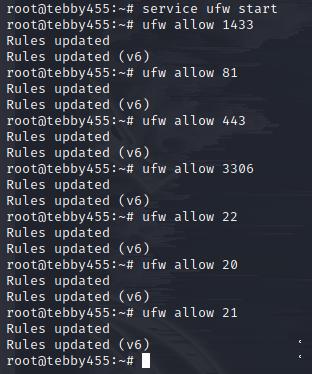 root@tebby455:~# service ufw start
root@tebby455:~# ufw allow 1433
Rules updated
Rules updated (v6)
root@tebby455:~# ufw allow 81
Rules updated
Rules updated (v6)
root@tebby455:~# ufw allow 443
Rules updated
Rules updated (v6)
root@tebby455:~# ufw allow 3306
Rules updated
Rules updated (v6)
root@tebby455:~# ufw allow 22
Rules updated
Rules updated (v6)
root@tebby455:~# ufw allow 20
Rules updated
Rules updated (v6)
root@tebby455:~# ufw allow 21
Rules updated
Rules updated (v6)
root@tebby455:~#